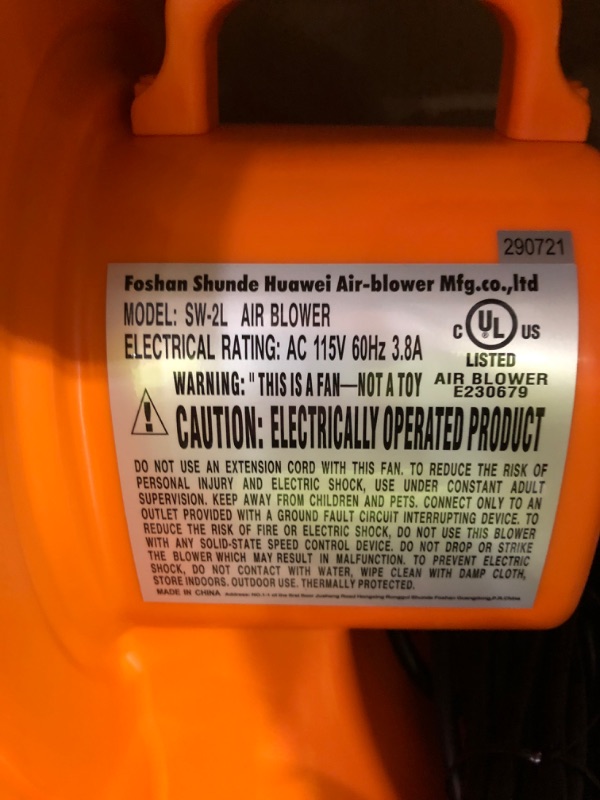 290721
Foshan Shunde Huawei Air-blower Mfg.co.,ltd
MODEL: SW-2L AIR BLOWER
ELECTRICAL RATING: AC 115V 60Hz 3.8A
C UL US
LISTED
AIR BLOWER
E230679
WARNING: "THIS IS A FAN—NOT A TOY
CAUTION: ELECTRICALLY OPERATED PRODUCT
DO NOT USE AN EXTENSION CORD WITH THIS FAN. TO REDUCE THE RISK OF
PERSONAL INJURY AND ELECTRIC SHOCK, USE UNDER CONSTANT ADULT
SUPERVISION. KEEP AWAY FROM CHILDREN AND PETS. CONNECT ONLY TO AN
OUTLET PROVIDED WITH A GROUND FAULT CIRCUIT INTERRUPTING DEVICE. TO
REDUCE THE RISK OF FIRE OR ELECTRIC SHOCK, DO NOT USE THIS BLOWER
WITH ANY SOLID-STATE SPEED CONTROL DEVICE. DO NOT DROP OR STRIKE
THE BLOWER WHICH MAY RESULT IN MALFUNCTION. TO PREVENT ELECTRIC
SHOCK, DO NOT CONTACT WITH WATER, WIPE CLEAN WITH DAMP CLOTH,
STORE INDOORS. OUTDOOR USE. THERMALLY PROTECTED.
MADE IN CHINA